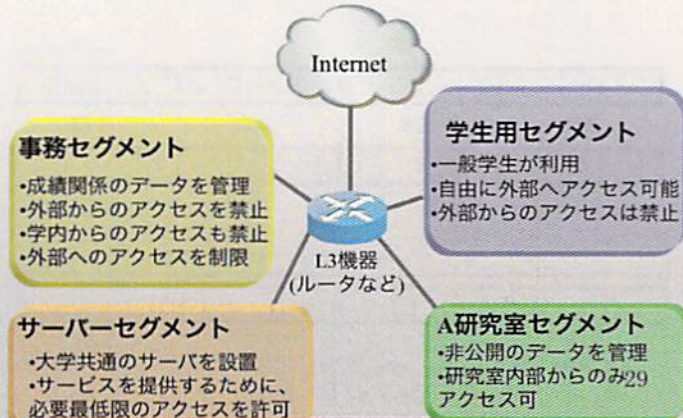 Internet
事務セグメント
•成績関係のデータを管理
•外部からのアクセスを禁止
•学内からのアクセスも禁止
•外部へのアクセスを制限
学生用セグメント
•一般学生が利用
•自由に外部へアクセス可能
•外部からのアクセスは禁止
L3機器
(ルータなど)
サーバーセグメント
•大学共通のサーバを設置
•サービスを提供するために、
必要最低限のアクセスを許可
A研究室セグメント
•非公開のデータを管理
•研究室内部からのみ29
アクセス可